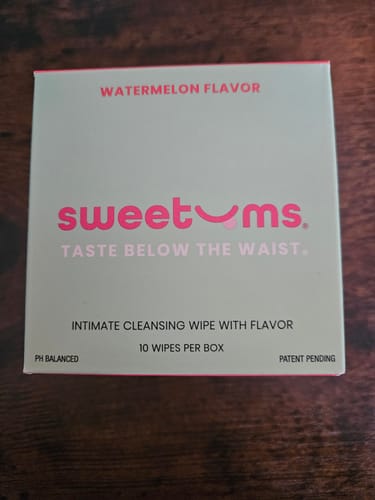 WATERMELON FLAVOR
sweetums®
TASTE BELOW THE WAIST®
INTIMATE CLEANSING WIPE WITH FLAVOR
10 WIPES PER BOX
PH BALANCED
PATENT PENDING